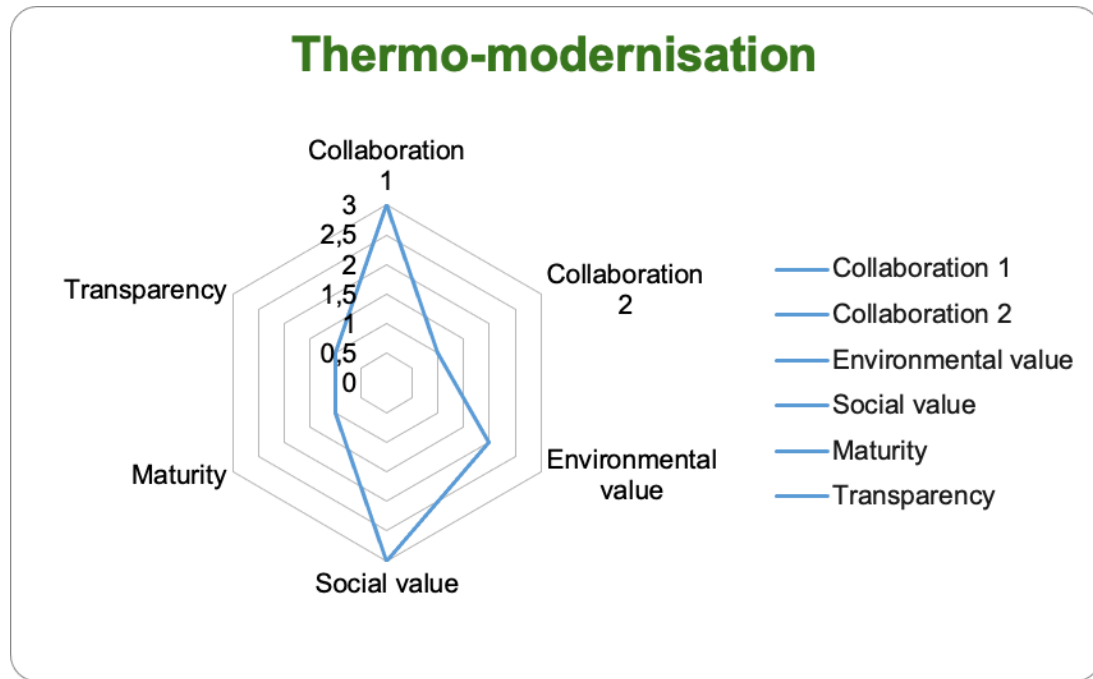 Thermo-modernisation
Collaboration
1
3
2,5
2
1,5
1
0,5
0
Collaboration
2
Environmental
value
Social value
Maturity
Transparency
Collaboration 1
Collaboration 2
Environmental value
Social value
Maturity
Transparency